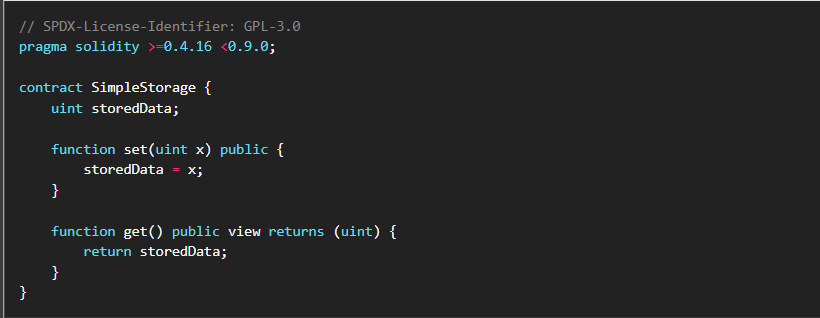 // SPDX-License-Identifier: GPL-3.0
pragma solidity >=0.4.16 <0.9.0;

contract SimpleStorage {
    uint storedData;

    function set(uint x) public {
        storedData = x;
    }

    function get() public view returns (uint) {
        return storedData;
    }
}